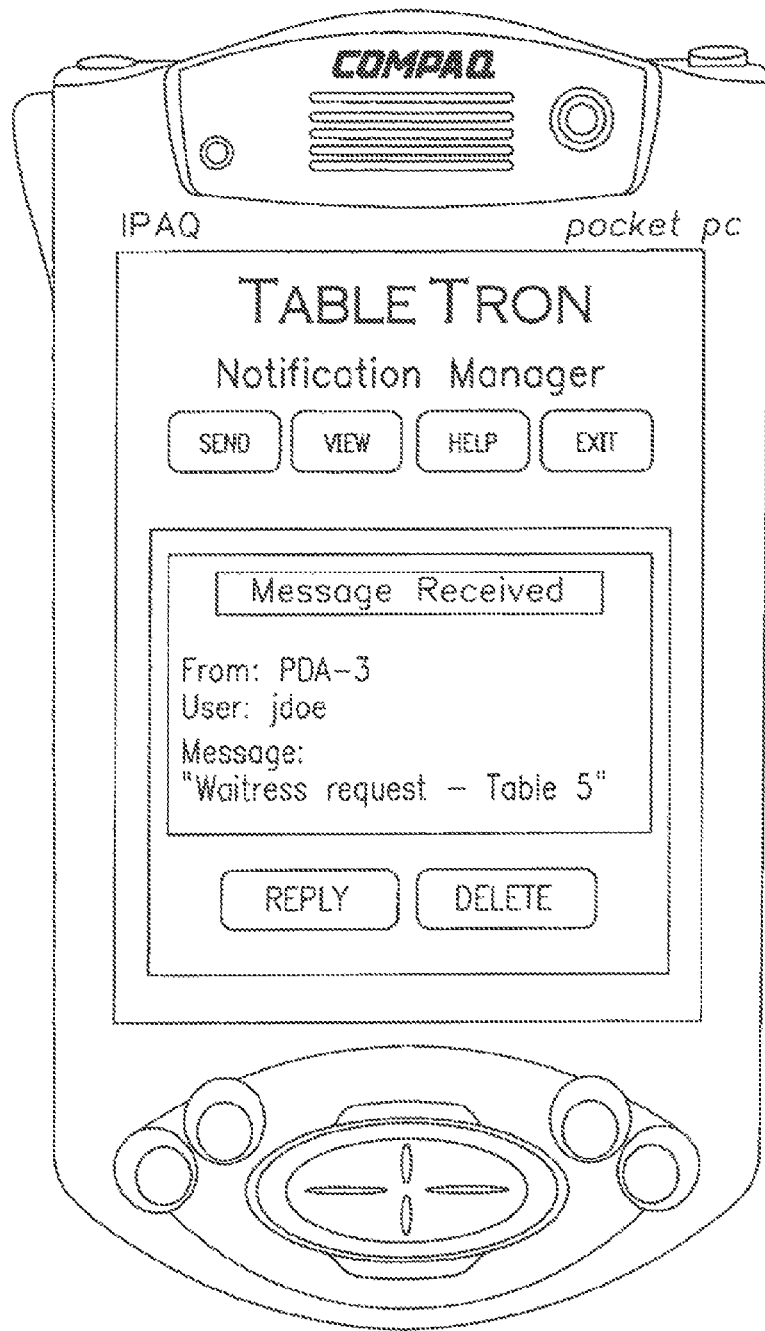 COMPAQ
IPAQ pocket pc
TABLE TRON
Notification Manager
SEND VIEW HELP EXIT
Message Received
From: PDA-3
User: jdoe
Message:
"Waitress request - Table 5"
REPLY DELETE